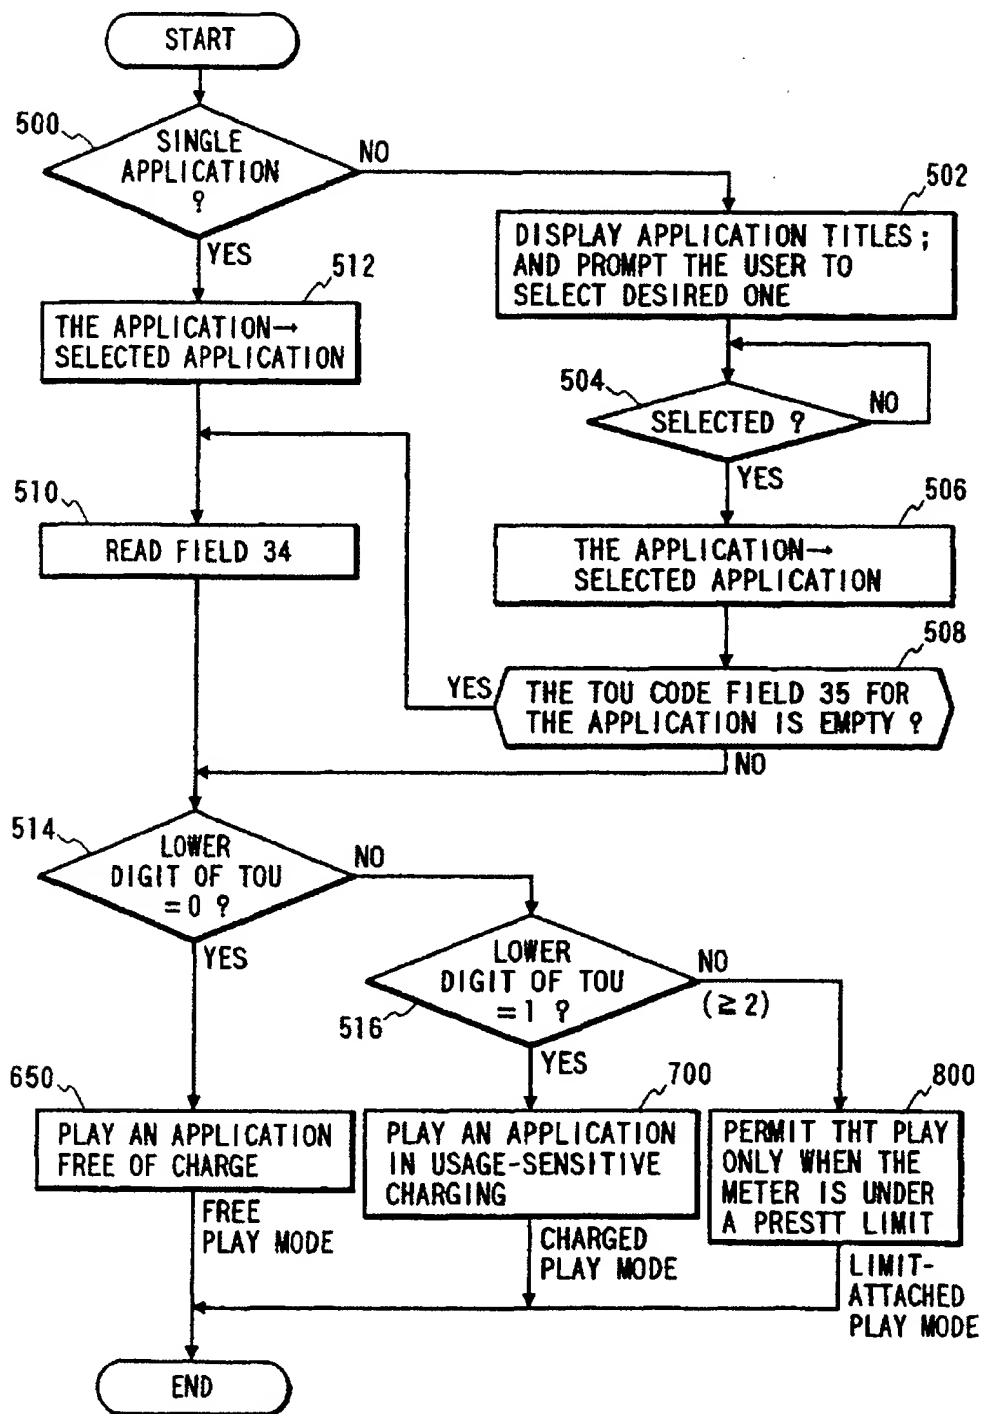 START
500
SINGLE
APPLICATION
?
NO
YES
502
DISPLAY APPLICATION TITLES;
AND PROMPT THE USER TO
SELECT DESIRED ONE
512
THE APPLICATION→
SELECTED APPLICATION
504
SELECTED ?
NO
YES
510
READ FIELD 34
506
THE APPLICATION→
SELECTED APPLICATION
508
YES
THE TOU CODE FIELD 35 FOR
THE APPLICATION IS EMPTY ?
NO
514
LOWER
DIGIT OF TOU
=0 ?
NO
YES
516
LOWER
DIGIT OF TOU
=1 ?
NO
(≧2)
YES
650
PLAY AN APPLICATION
FREE OF CHARGE
FREE
PLAY MODE
700
PLAY AN APPLICATION
IN USAGE-SENSITIVE
CHARGING
CHARGED
PLAY MODE
800
PERMIT THT PLAY
ONLY WHEN THE
METER IS UNDER
A PRESTT LIMIT
LIMIT-
ATTACHED
PLAY MODE
END